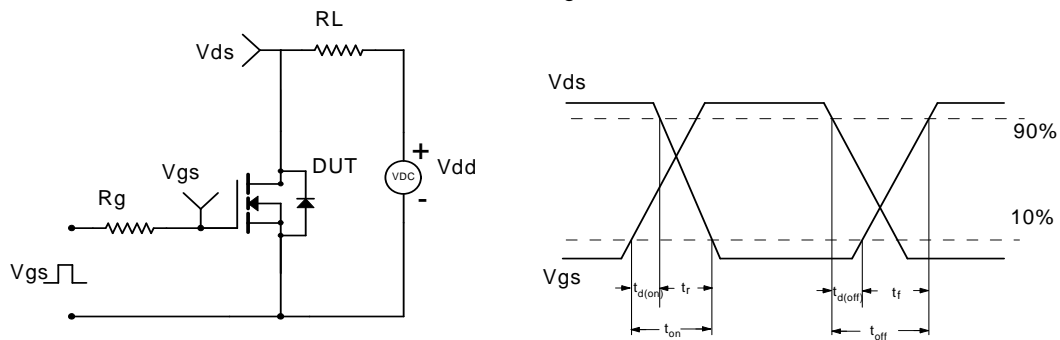 RL
Vds
Vgs
DUT
Rg
VDC
+
-
Vdd
Vgs
Vds
90%
10%
Vgs
td(on)
tr
td(off)
tf
ton
toff